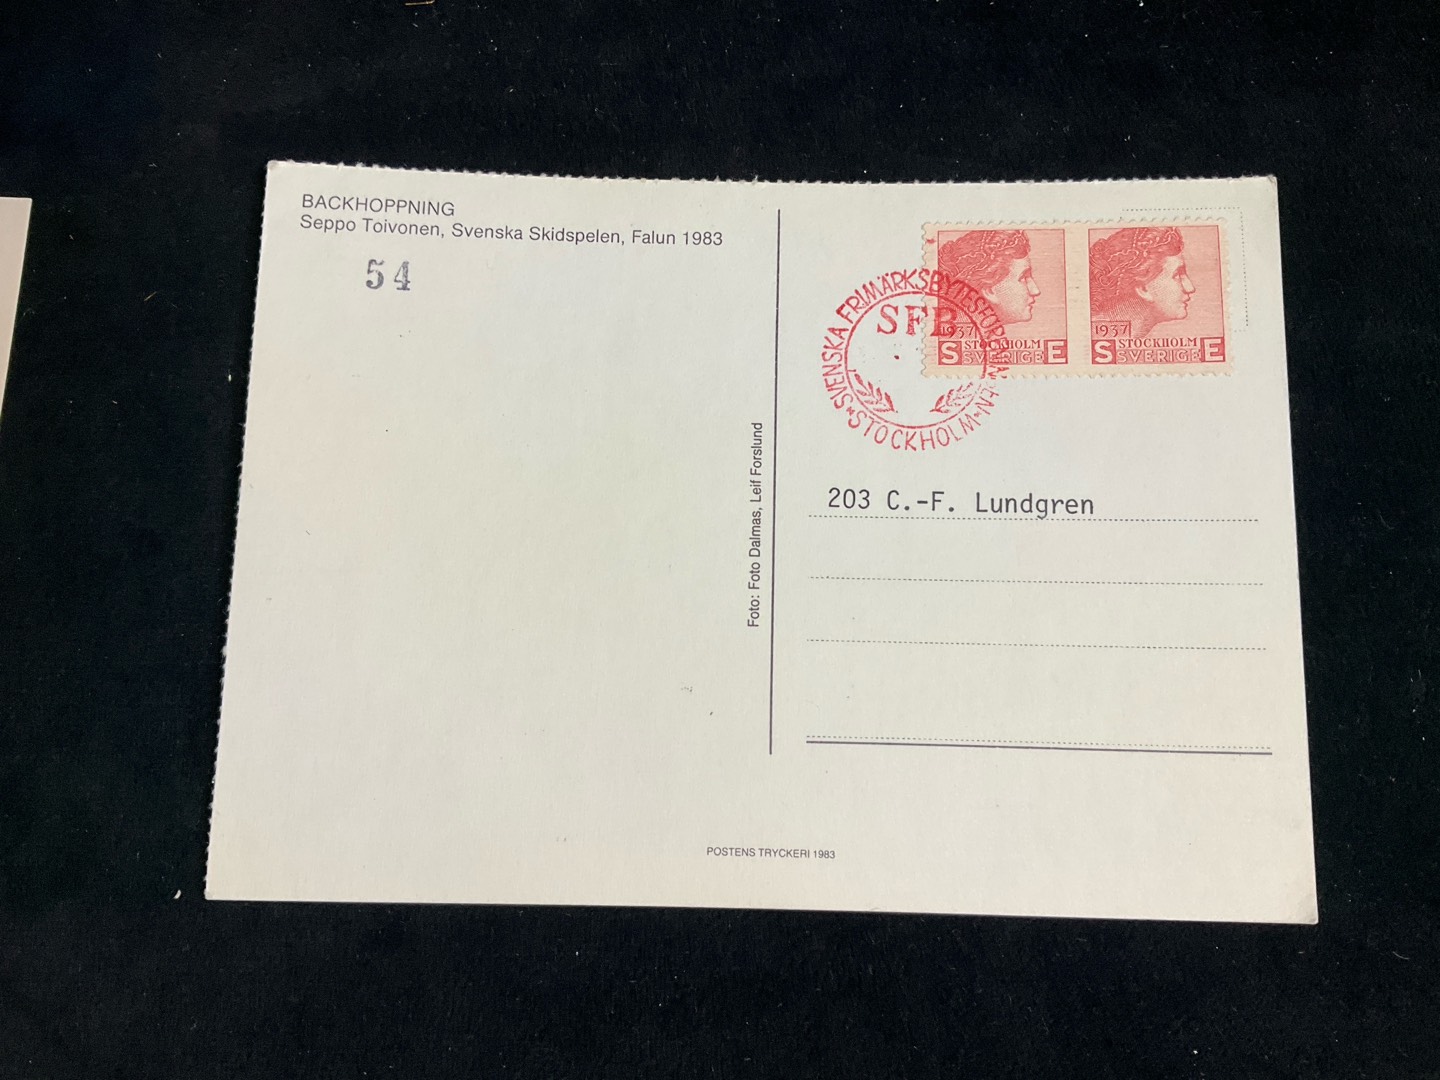 BACKHOPPNING
Seppo Toivonen, Svenska Skidspelen, Falun 1983
54
Foto: Foto Dalmas, Leif Forslund
SVENSKA FRIMÄRKSBYTESFÖRENINGEN
SFB
STOCKHOLM
1937
STOCKHOLM
S SVERIGE E
1937
STOCKHOLM
S SVERIGE E
203 C.-F. Lundgren
POSTENS TRYCKERI 1983